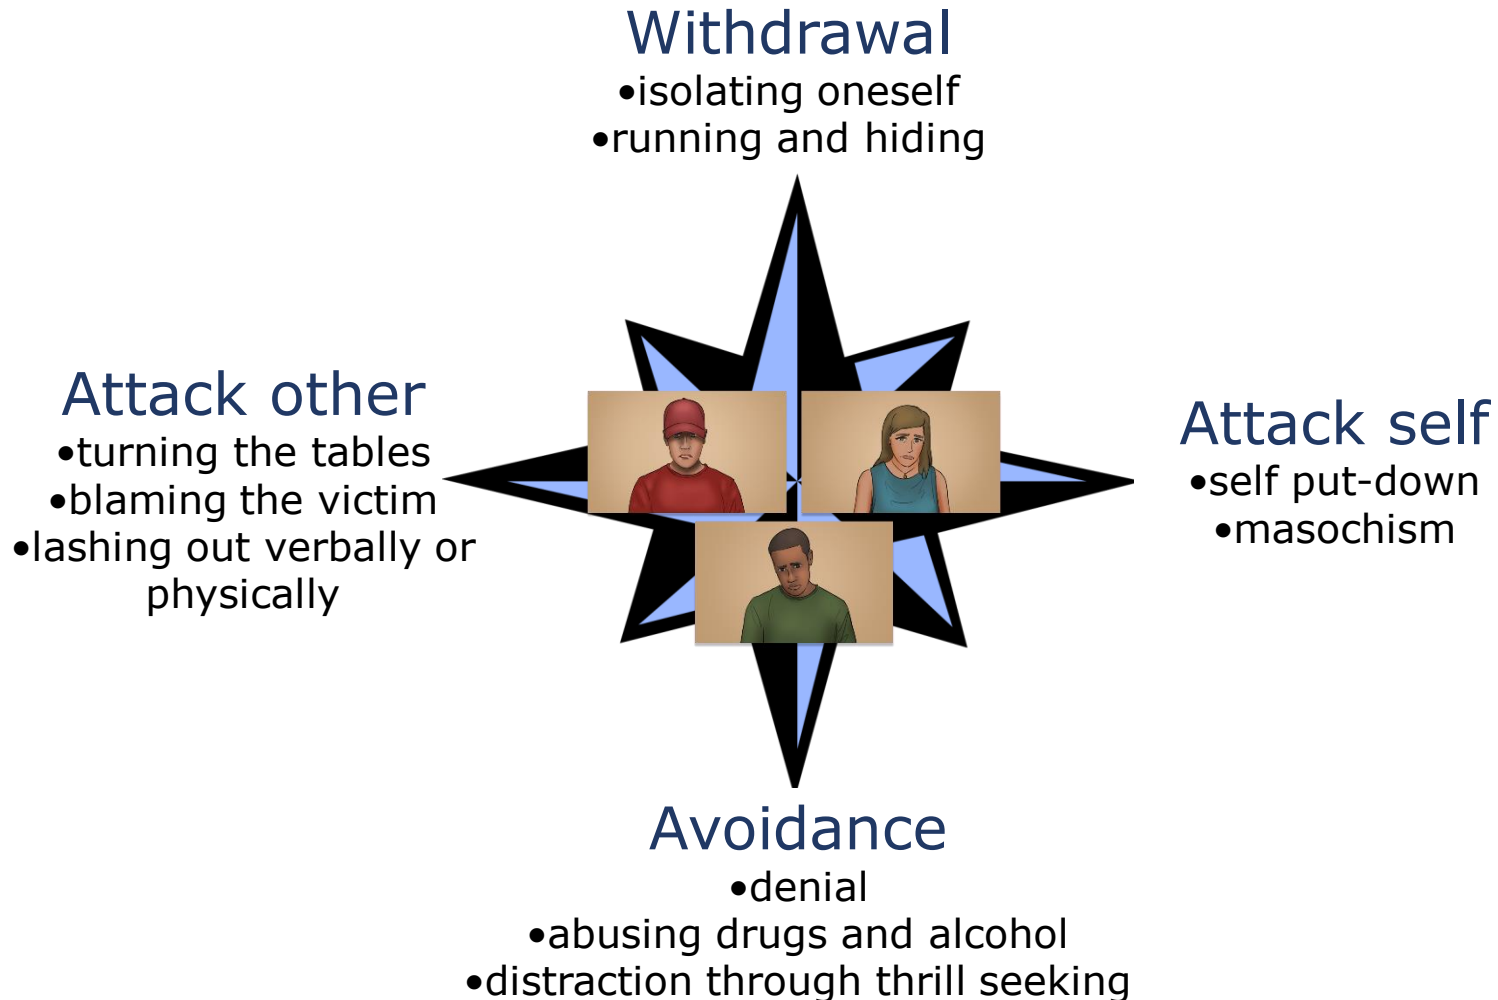 Withdrawal
•isolating oneself
•running and hiding
Attack other
•turning the tables
•blaming the victim
•lashing out verbally or
physically
Attack self
•self put-down
•masochism
Avoidance
•denial
•abusing drugs and alcohol
•distraction through thrill seeking